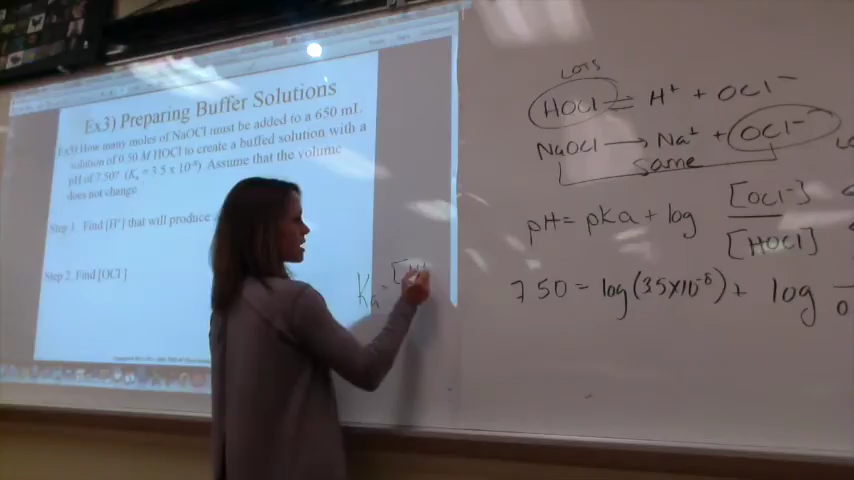 Ex3) Preparing Buffer Solutions
Ex3) How many moles of NaOCl must be added to a 650 mL
solution of 0.50 M HOCl to create a buffered solution with a
pH of 7.50? (Ka = 3.5 x 10⁻⁸) Assume that the volume
does not change
Step 1. Find [H⁺] that will produce
Step 2. Find [OCl
Ka = [H
LOTS
HOCl ⇌ H⁺ + OCl⁻
NaOCl → Na⁺ + OCl⁻
same
pH = pKa + log [OCl⁻] / [HOCl]
7.50 = log(3.5x10⁻⁸) + log